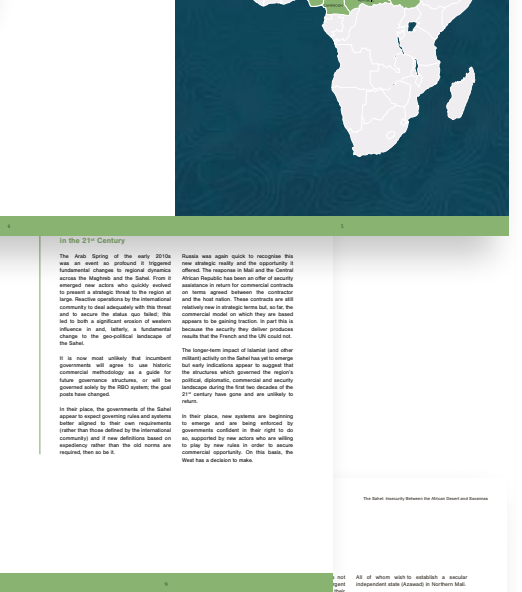 4
5
in the 21st Century
The Arab Spring of the early 2010s
was an event so profound it triggered
fundamental changes to regional dynamics
across the Maghreb and the Sahel. From it
emerged new actors who quickly evolved
to present a strategic threat to the region at
large. Reactive operations by the international
community to deal adequately with this threat
and to secure the status quo failed; this
led to both a significant erosion of western
influence in and, latterly, a fundamental
change to the geo-political landscape of
the Sahel.
It is now most unlikely that incumbent
governments will agree to use historic
commercial methodology as a guide for
future governance structures, or will be
governed solely by the RBO system; the goal
posts have changed.
In their place, the governments of the Sahel
appear to expect governing rules and systems
better aligned to their own requirements
(rather than those defined by the international
community) and if new definitions based on
expediency rather than the old norms are
required, then so be it.
Russia was again quick to recognise this
new strategic reality and the opportunity it
offered. The response in Mali and the Central
African Republic has been an offer of security
assistance in return for commercial contracts
on terms agreed between the contractor
and the host nation. These contracts are still
relatively new in strategic terms but, so far, the
commercial model on which they are based
appears to be gaining traction. In part this is
because the security they deliver produces
results that the French and the UN could not.
The longer-term impact of Islamist (and other
militant) activity on the Sahel has yet to emerge
but early indications appear to suggest that
the structures which governed the region's
political, diplomatic, commercial and security
landscape during the first two decades of the
21st century have gone and are unlikely to
return.
In their place, new systems are beginning
to emerge and are being enforced by
governments confident in their right to do
so, supported by new actors who are willing
to play by new rules in order to secure
commercial opportunity. On this basis, the
West has a decision to make.
The Sahel: Insecurity Between the African Desert and Savannas
not
All of whom wish to establish a secular
independent state (Azawad) in Northern Mali.
their